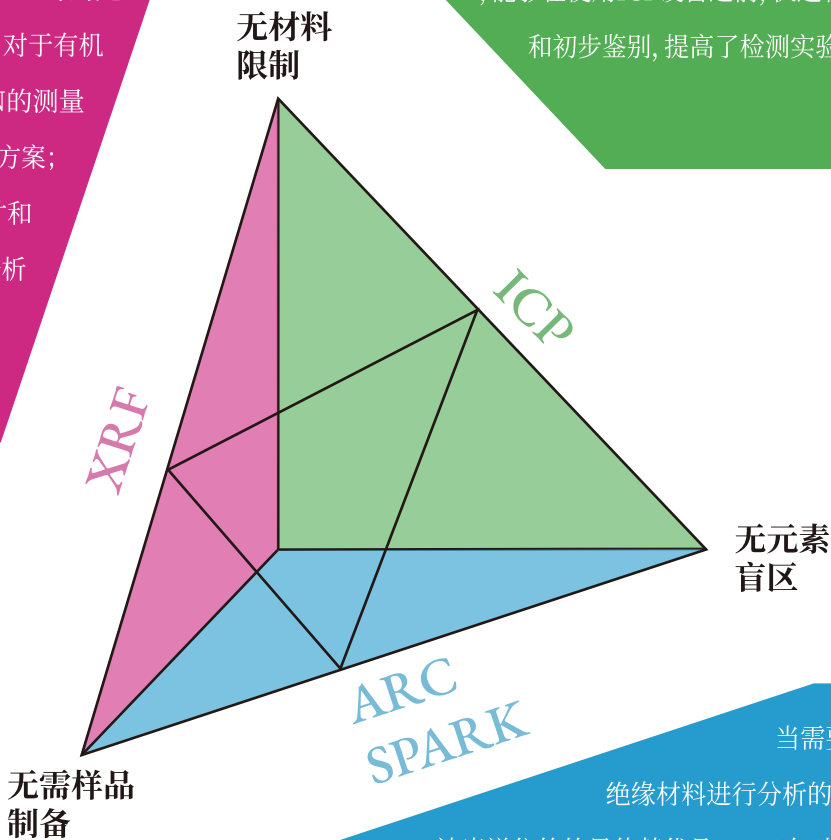 无材料
限制
对于有机
的测量
方案；
和
析
和初步鉴别, 提高了检测实验
ICP
XRF
无元素
盲区
ARC
SPARK
无需样品
制备
当需要
绝缘材料进行分析的